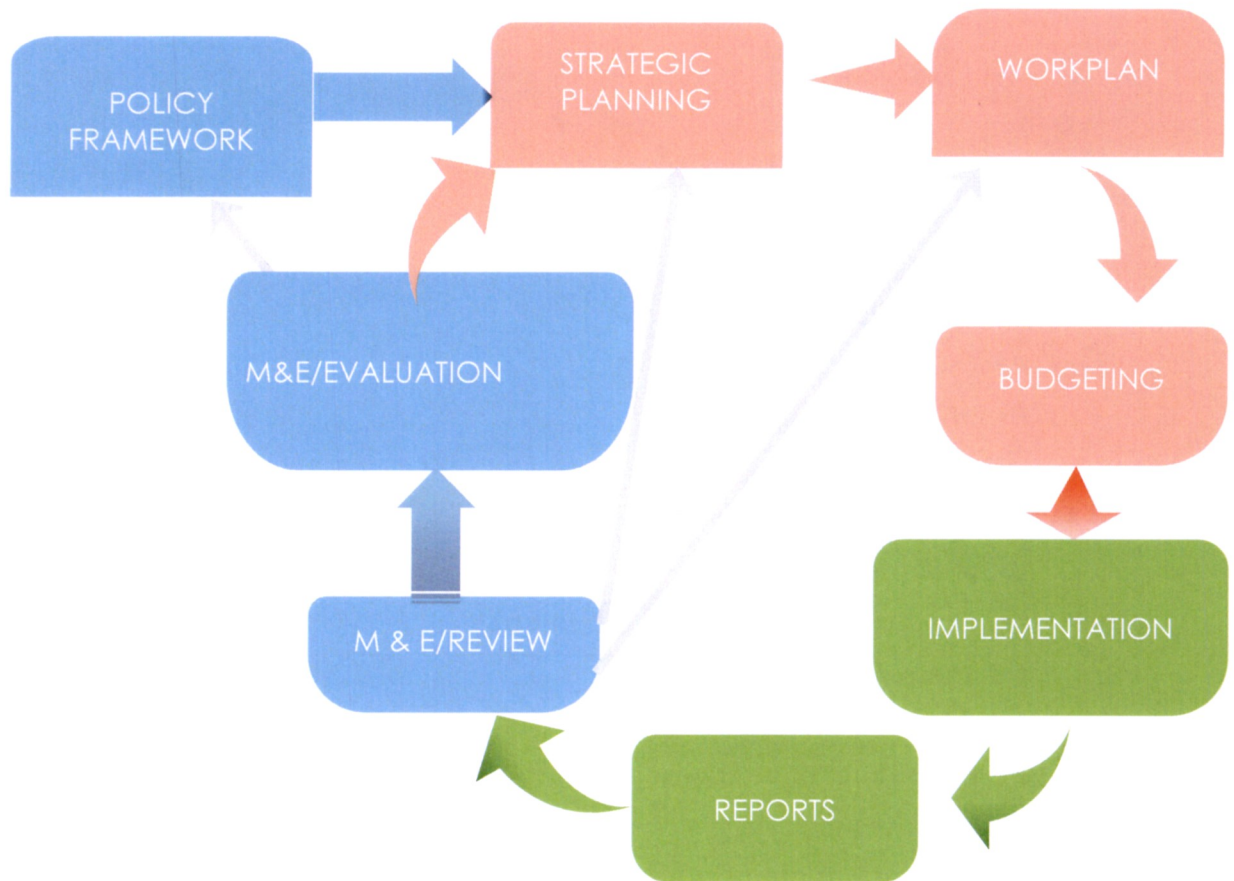 POLICY
FRAMEWORK
STRATEGIC
PLANNING
WORKPLAN
M&E/EVALUATION
BUDGETING
M & E/REVIEW
IMPLEMENTATION
REPORTS